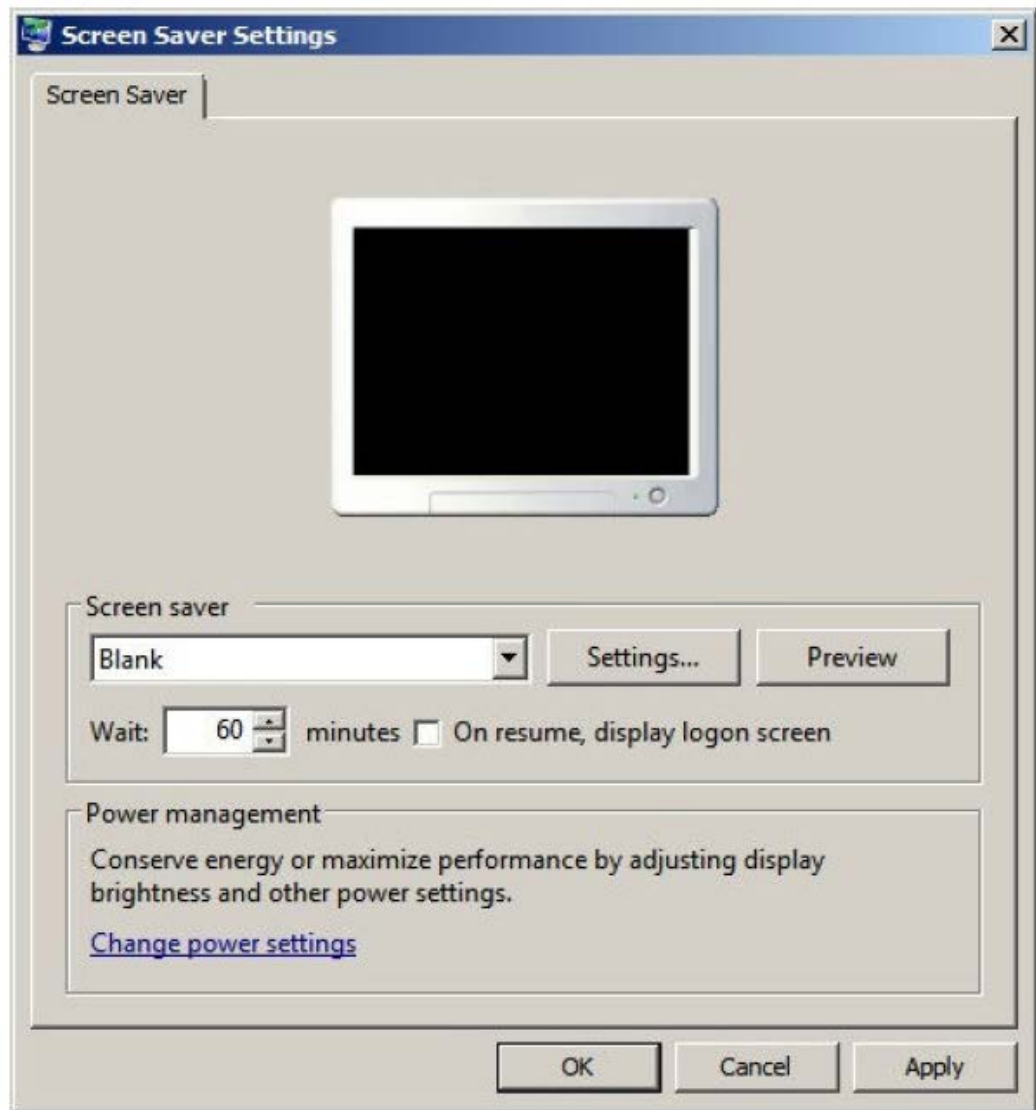 Screen Saver Settings
Screen Saver
Screen saver
Blank
Settings...
Preview
Wait: 60 minutes On resume, display logon screen
Power management
Conserve energy or maximize performance by adjusting display
brightness and other power settings.
Change power settings
OK Cancel Apply